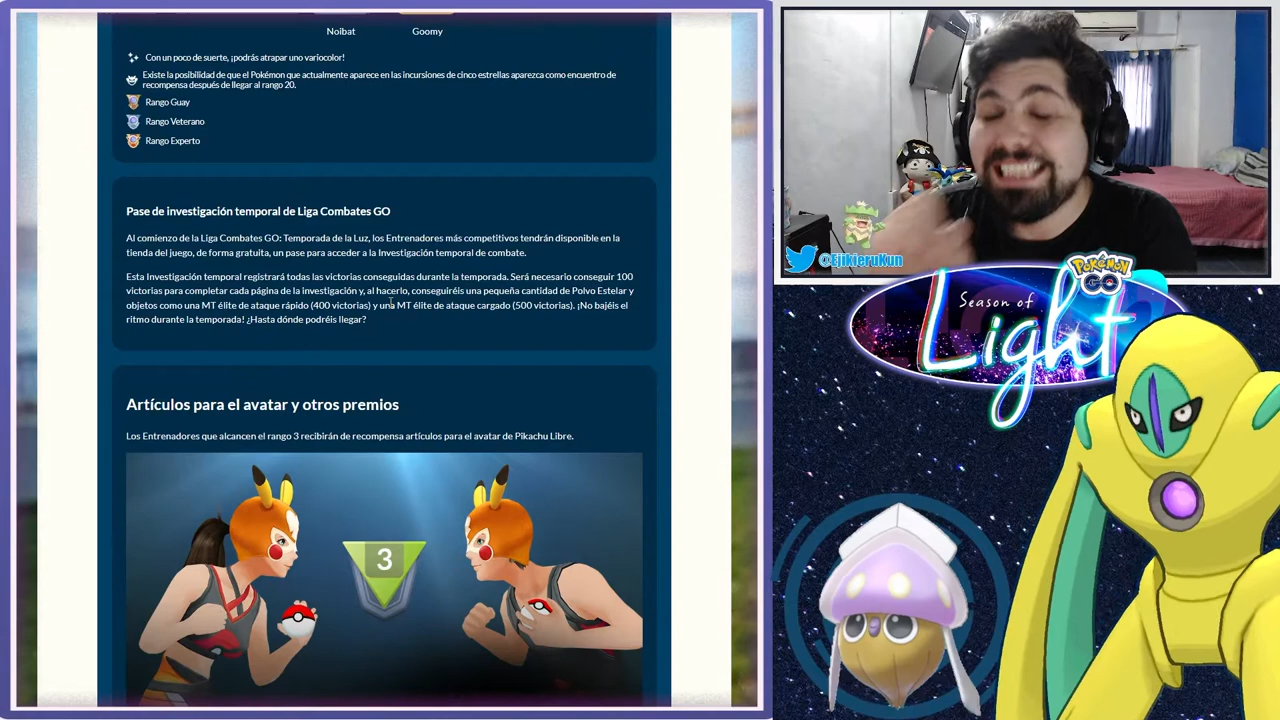 Noibat
Goomy
Con un poco de suerte, ¡podrás atrapar uno variocolor!
Existe la posibilidad de que el Pokémon que actualmente aparece en las incursiones de cinco estrellas aparezca como encuentro de
recompensa después de llegar al rango 20.
Rango Guay
Rango Veterano
Rango Experto
Pase de investigación temporal de Liga Combates GO
Al comienzo de la Liga Combates GO: Temporada de la Luz, los Entrenadores más competitivos tendrán disponible en la
tienda del juego, de forma gratuita, un pase para acceder a la Investigación temporal de combate.
Esta Investigación temporal registrará todas las victorias conseguidas durante la temporada. Será necesario conseguir 100
victorias para completar cada página de la investigación y, al hacerlo, conseguiréis una pequeña cantidad de Polvo Estelar y
objetos como una MT élite de ataque rápido (400 victorias) y una MT élite de ataque cargado (500 victorias). ¡No bajéis el
ritmo durante la temporada! ¿Hasta dónde podréis llegar?
Artículos para el avatar y otros premios
Los Entrenadores que alcancen el rango 3 recibirán de recompensa artículos para el avatar de Pikachu Libre.
3
@EjikieruKun
POKÉMON
GO
Season of
Light